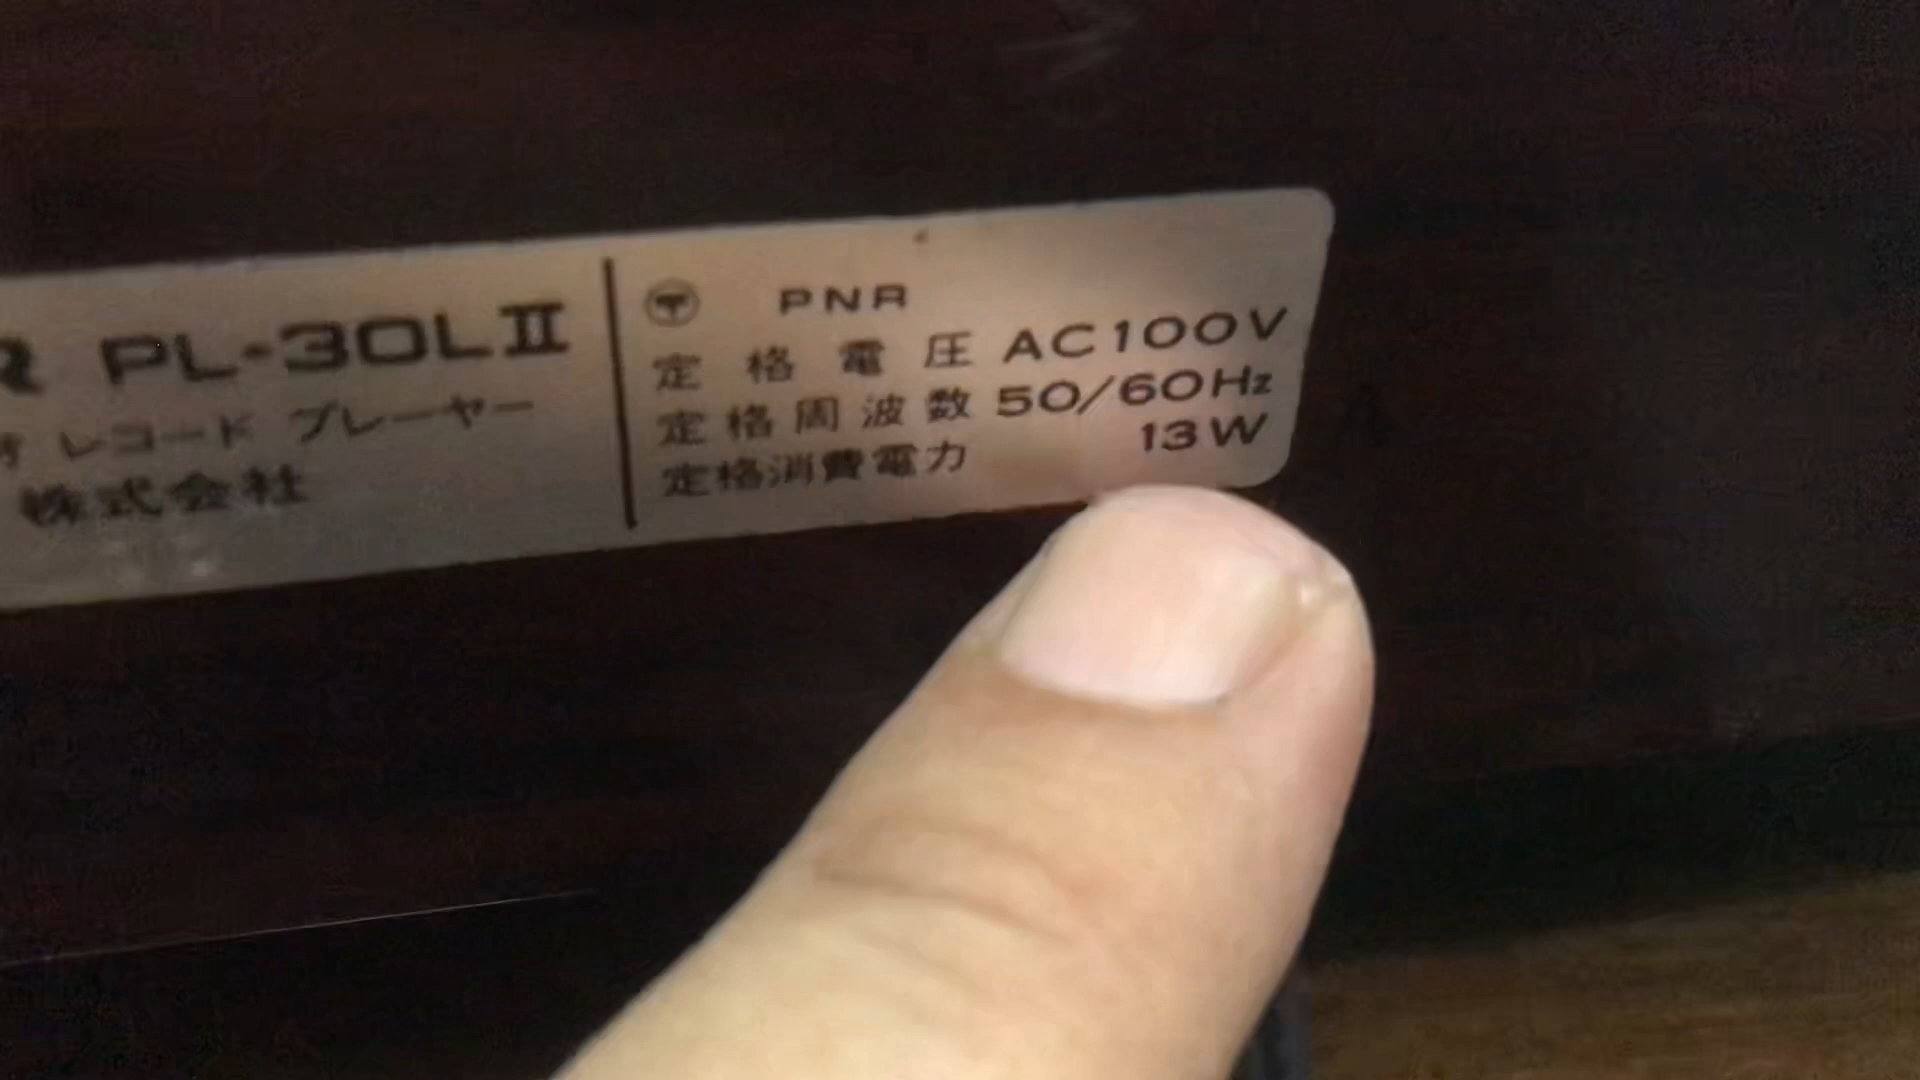 R PL-30LII
オ レコード プレーヤー
株式会社
PNR
定格電圧 AC100V
定格周波数 50/60Hz
定格消費電力 13W